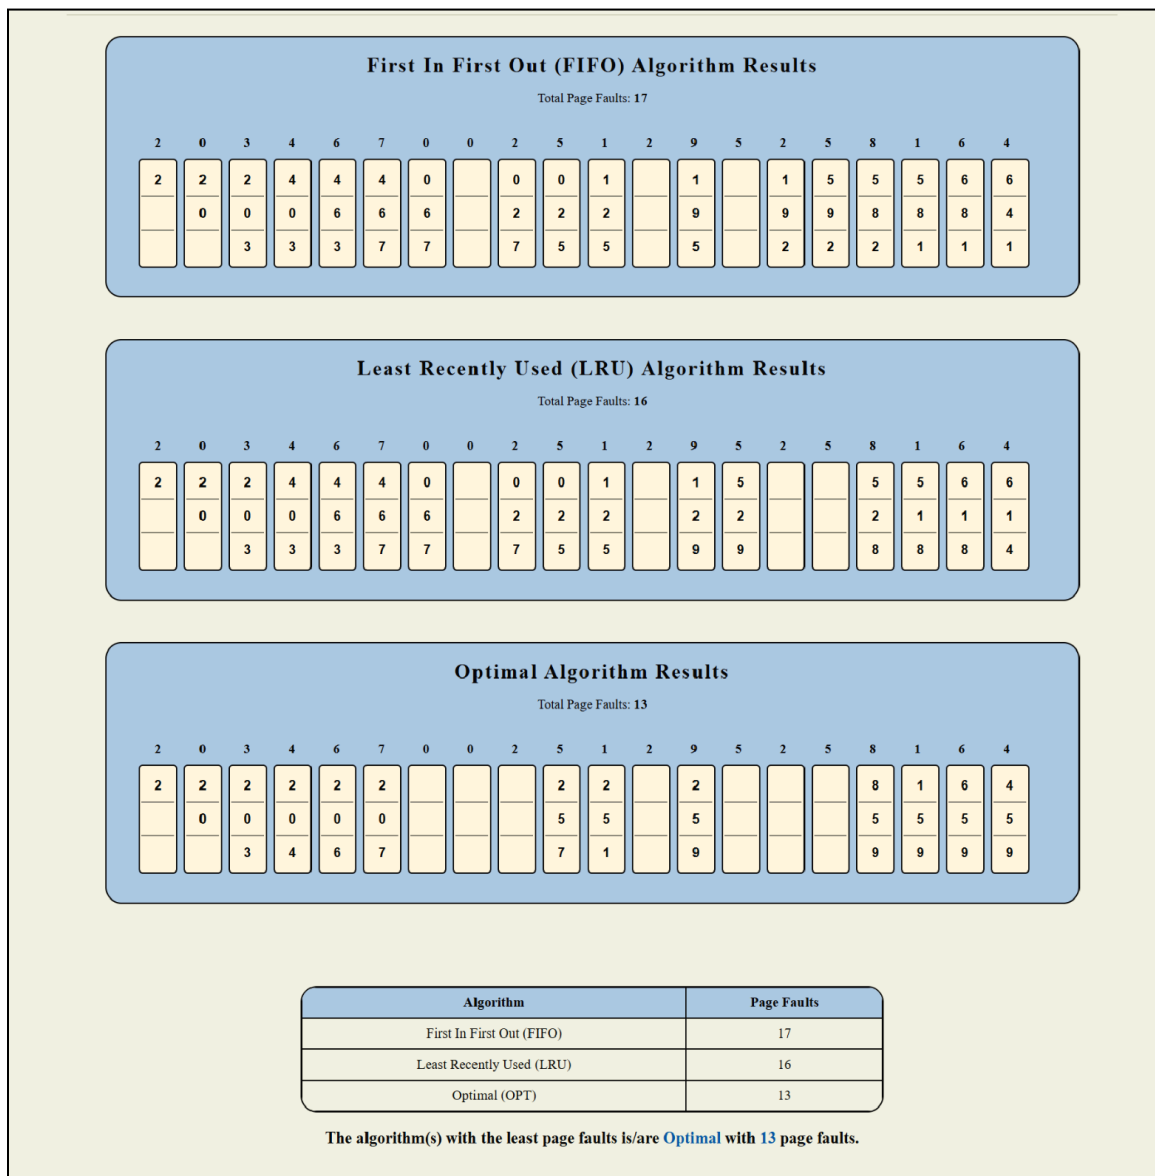 First In First Out (FIFO) Algorithm Results
Total Page Faults: 17
2 0 3 4 6 7 0 0 2 5 1 2 9 5 2 5 8 1 6 4
2 2 2 4 4 4 0 0 0 1 1 1 5 5 5 6 6
0 0 0 6 6 6 2 2 2 9 9 9 8 8 8 4
3 3 3 7 7 7 5 5 5 2 2 2 1 1 1
Least Recently Used (LRU) Algorithm Results
Total Page Faults: 16
2 0 3 4 6 7 0 0 2 5 1 2 9 5 2 5 8 1 6 4
2 2 2 4 4 4 0 0 0 1 1 5 5 5 6 6
0 0 0 6 6 6 2 2 2 2 2 2 1 1 1
3 3 3 7 7 7 5 5 9 9 8 8 8 4
Optimal Algorithm Results
Total Page Faults: 13
2 0 3 4 6 7 0 0 2 5 1 2 9 5 2 5 8 1 6 4
2 2 2 2 2 2 2 2 2 8 1 6 4
0 0 0 0 0 5 5 5 5 5 5 5
3 4 6 7 7 1 9 9 9 9 9
Algorithm Page Faults
First In First Out (FIFO) 17
Least Recently Used (LRU) 16
Optimal (OPT) 13
The algorithm(s) with the least page faults is/are Optimal with 13 page faults.